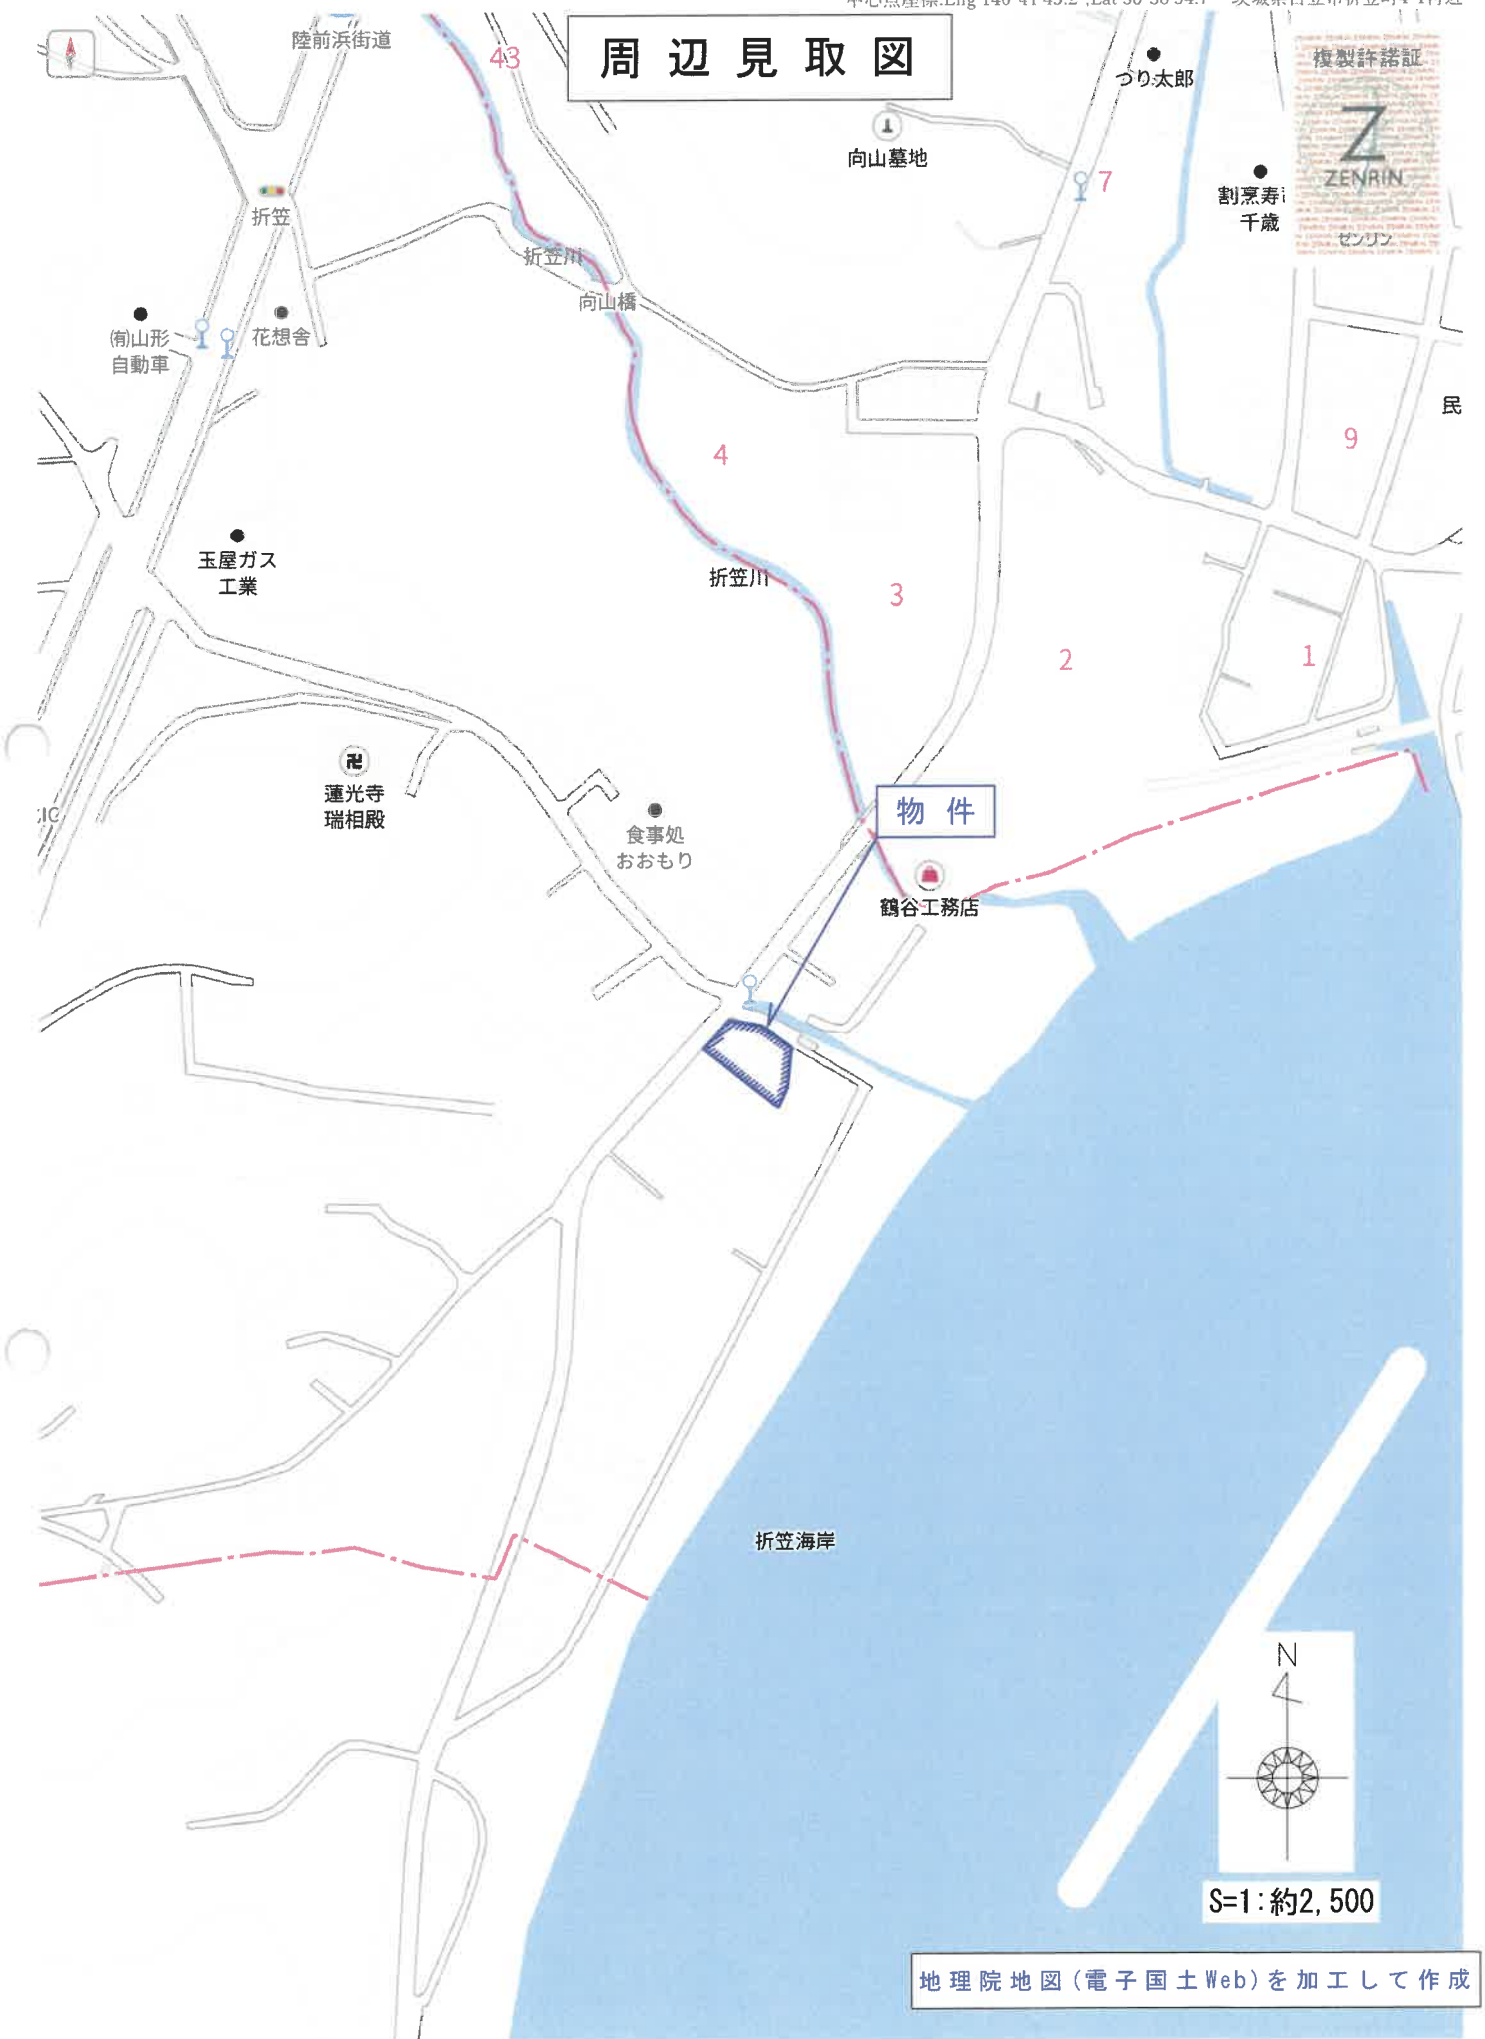 周辺見取図
陸前浜街道
43
つり太郎
複製許諾証
Z
ZENRIN
ゼンリン
向山墓地
7
割烹寿
千歳
折笠
折笠川
向山橋
㈲山形
自動車
花想舎
民
9
4
玉屋ガス
工業
折笠川
3
2
1
卍
蓮光寺
瑞相殿
IC
食事処
おおもり
物件
鶴谷工務店
折笠海岸
N
S=1:約2,500
地理院地図(電子国土Web)を加工して作成